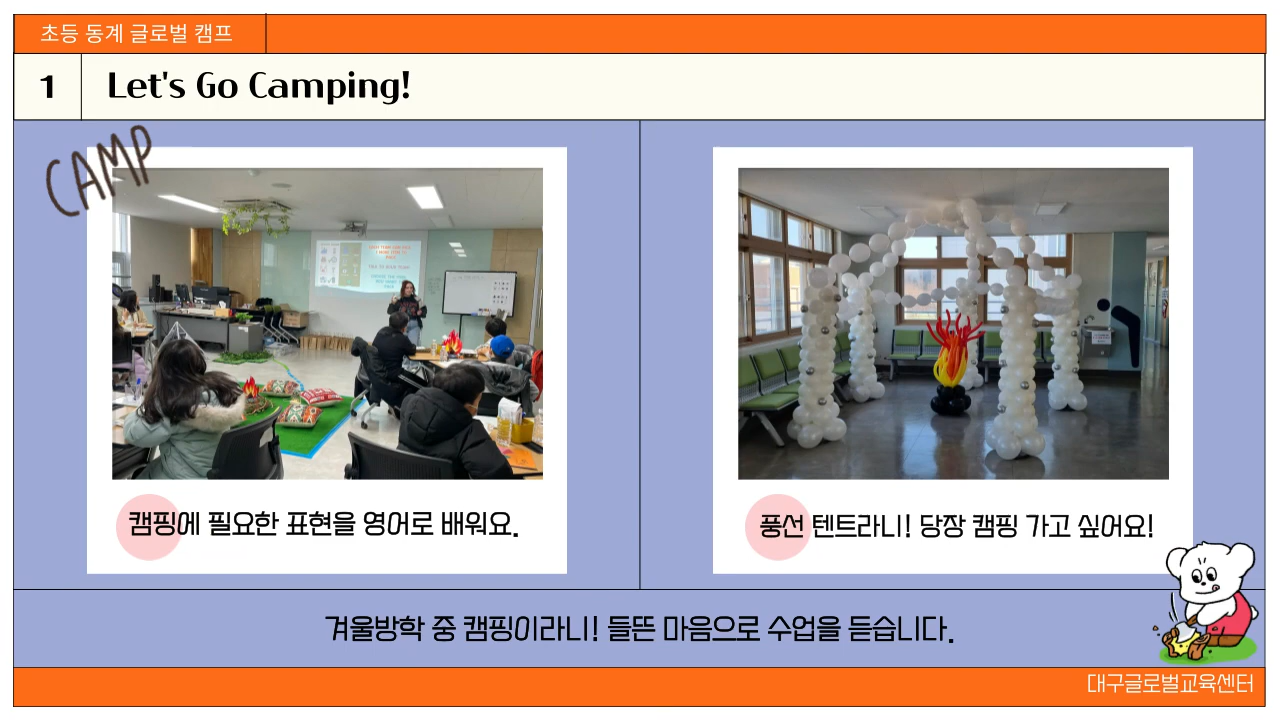 초등 동계 글로벌 캠프
1
Let's Go Camping!
CAMP
캠핑에 필요한 표현을 영어로 배워요.
풍선 텐트라니! 당장 캠핑 가고 싶어요!
겨울방학 중 캠핑이라니! 들뜬 마음으로 수업을 듣습니다.
대구글로벌교육센터